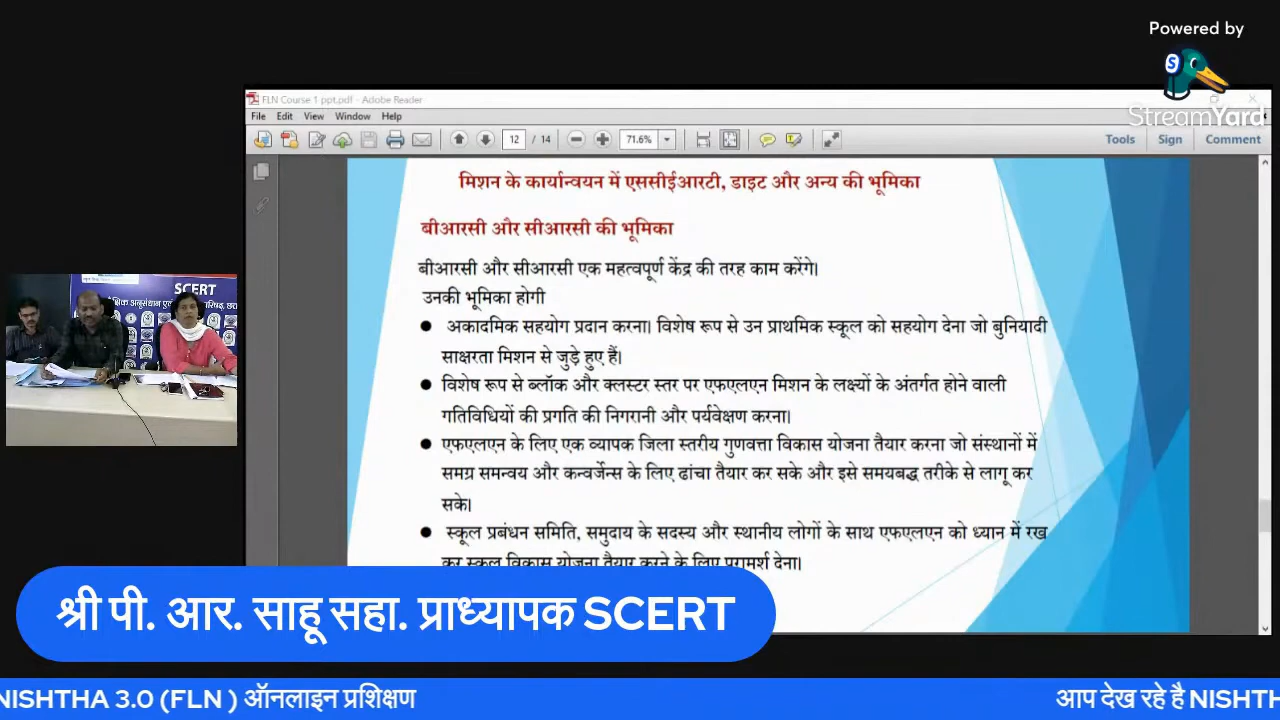 Powered by
StreamYard
FLN Course 1 ppt.pdf - Adobe Reader
File Edit View Window Help
12 / 14 71.6% Tools Sign Comment
मिशन के कार्यान्वयन में एससीईआरटी, डाइट और अन्य की भूमिका
बीआरसी और सीआरसी की भूमिका
बीआरसी और सीआरसी एक महत्वपूर्ण केंद्र की तरह काम करेंगे।
उनकी भूमिका होगी
● अकादमिक सहयोग प्रदान करना। विशेष रूप से उन प्राथमिक स्कूल को सहयोग देना जो बुनियादी
साक्षरता मिशन से जुड़े हुए हैं।
● विशेष रूप से ब्लॉक और क्लस्टर स्तर पर एफएलएन मिशन के लक्ष्यों के अंतर्गत होने वाली
गतिविधियों की प्रगति की निगरानी और पर्यवेक्षण करना।
● एफएलएन के लिए एक व्यापक जिला स्तरीय गुणवत्ता विकास योजना तैयार करना जो संस्थानों में
समग्र समन्वय और कन्वर्जेन्स के लिए ढांचा तैयार कर सके और इसे समयबद्ध तरीके से लागू कर
सके।
● स्कूल प्रबंधन समिति, समुदाय के सदस्य और स्थानीय लोगों के साथ एफएलएन को ध्यान में रख
कर स्कूल विकास योजना तैयार करने के लिए परामर्श देना।
SCERT
श्री पी. आर. साहू सहा. प्राध्यापक SCERT
NISHTHA 3.0 (FLN ) ऑनलाइन प्रशिक्षण
आप देख रहे है NISHTH